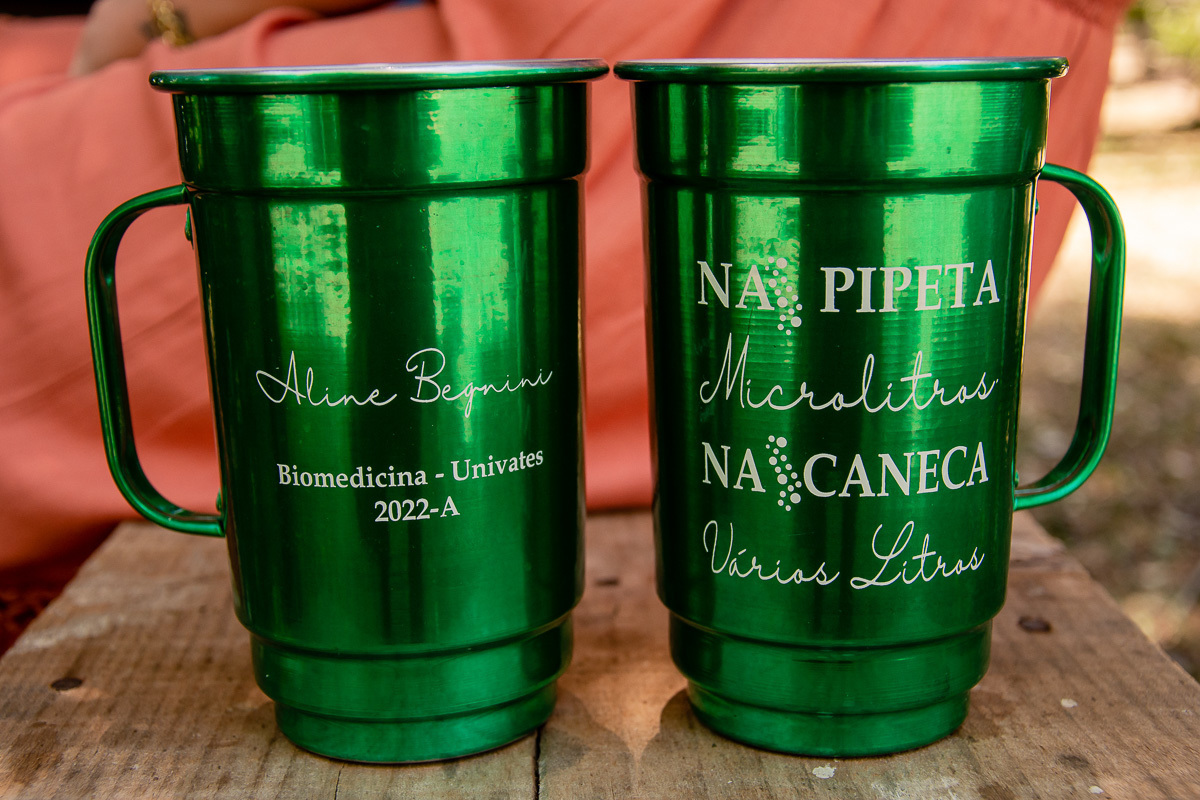 Aline Begnini
Biomedicina - Univates
2022-A
NA PIPETA
Microlitros
NA CANECA
Vários Litros